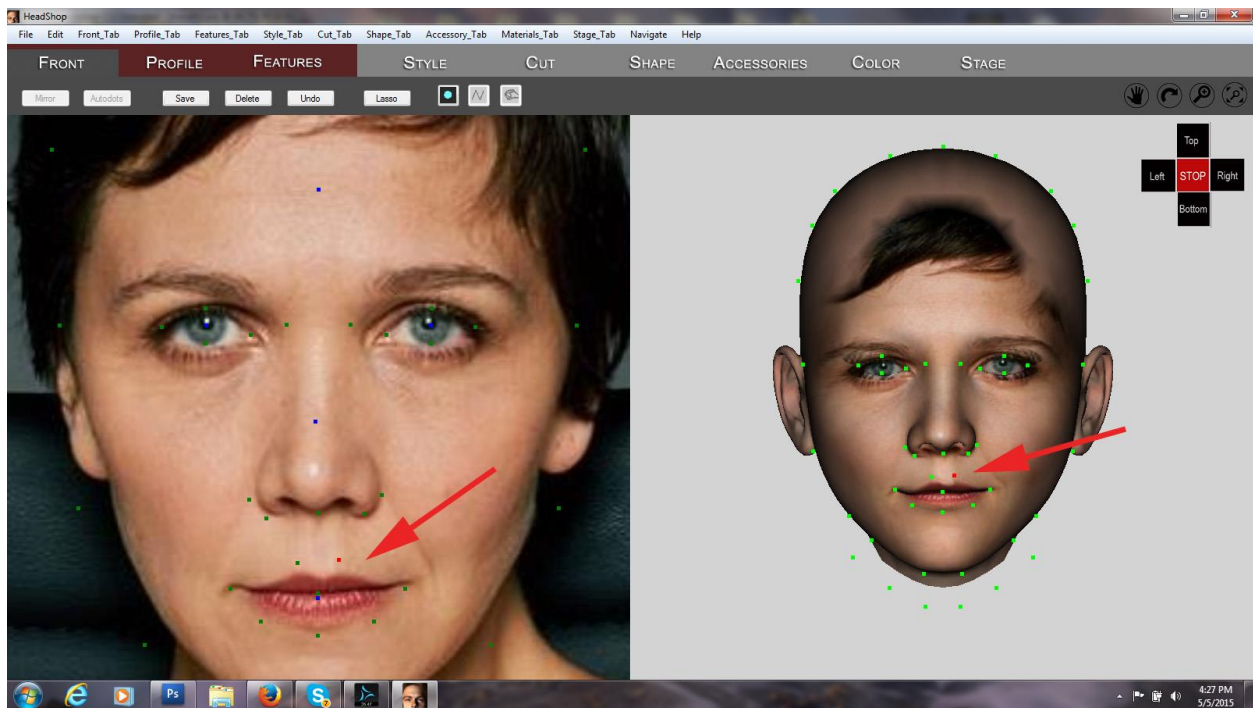 HeadShop
File Edit Front_Tab Profile_Tab Features_Tab Style_Tab Cut_Tab Shape_Tab Accessory_Tab Materials_Tab Stage_Tab Navigate Help
FRONT PROFILE FEATURES STYLE CUT SHAPE ACCESSORIES COLOR STAGE
Mirror Autodots Save Delete Undo Lasso
Top
Left STOP Right
Bottom
Ps
4:27 PM
5/5/2015